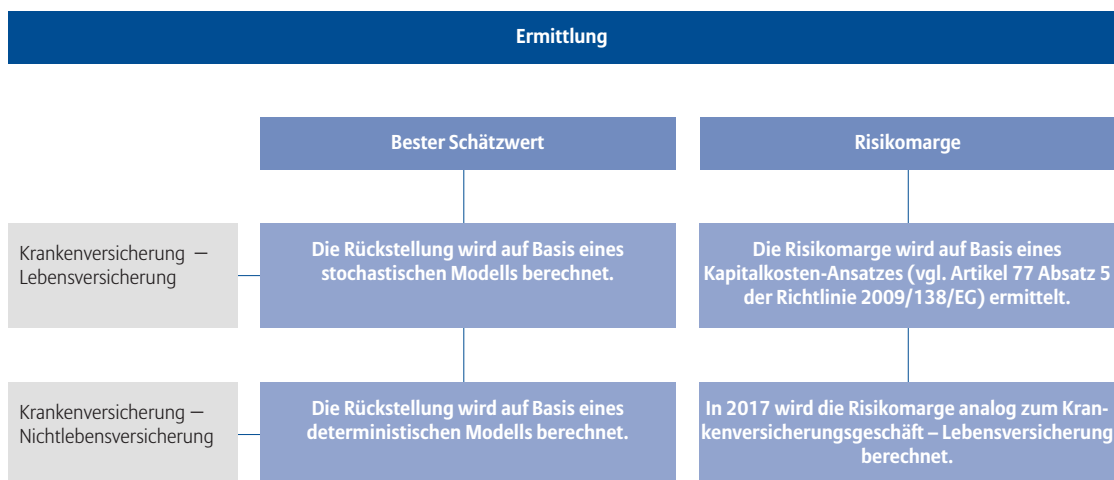 Ermittlung
Bester Schätzwert
Risikomarge
Krankenversicherung –
Lebensversicherung
Die Rückstellung wird auf Basis eines
stochastischen Modells berechnet.
Die Risikomarge wird auf Basis eines
Kapitalkosten-Ansatzes (vgl. Artikel 77 Absatz 5
der Richtlinie 2009/138/EG) ermittelt.
Krankenversicherung –
Nichtlebensversicherung
Die Rückstellung wird auf Basis eines
deterministischen Modells berechnet.
In 2017 wird die Risikomarge analog zum Kran-
kenversicherungsgeschäft – Lebensversicherung
berechnet.